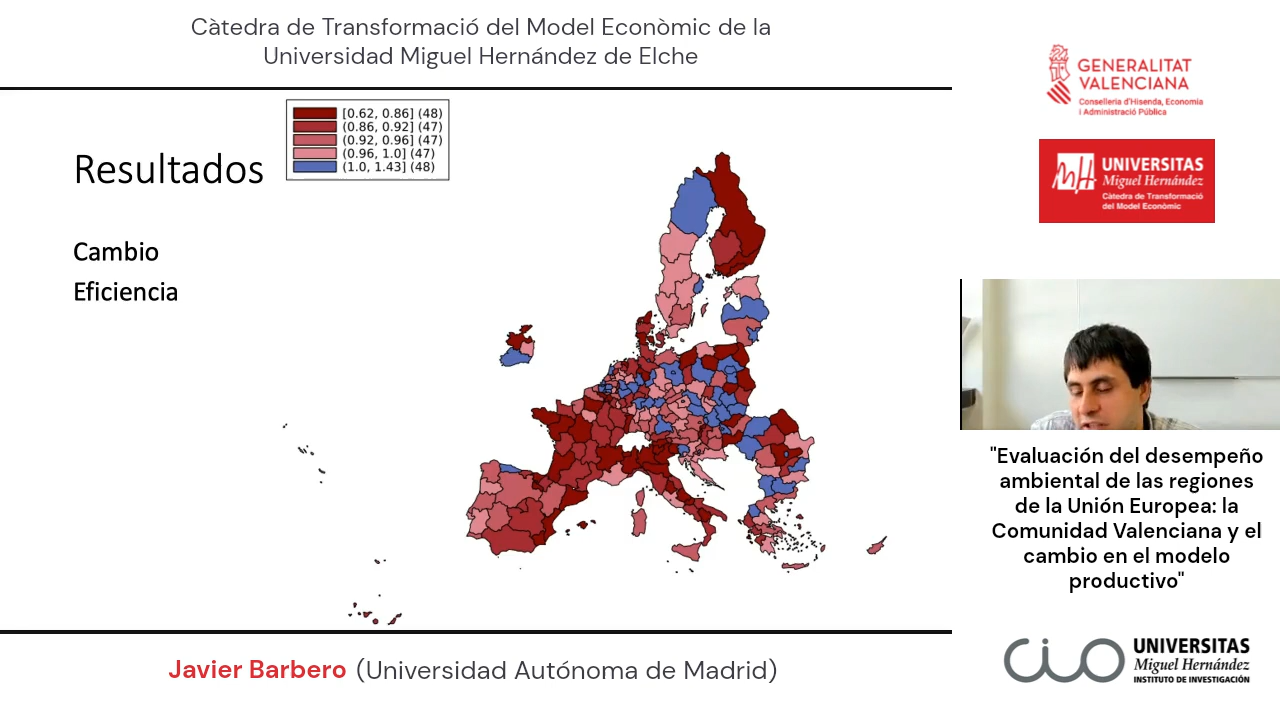 Càtedra de Transformació del Model Econòmic de la
Universidad Miguel Hernández de Elche
Resultados
Cambio
Eficiencia
[0.62, 0.86] (48)
(0.86, 0.92] (47)
(0.92, 0.96] (47)
(0.96, 1.0] (47)
(1.0, 1.43] (48)
Javier Barbero (Universidad Autónoma de Madrid)
GENERALITAT
VALENCIANA
Conselleria d'Hisenda, Economia
i Administració Pública
UNIVERSITAS
Miguel Hernández
Càtedra de Transformació
del Model Econòmic
"Evaluación del desempeño
ambiental de las regiones
de la Unión Europea: la
Comunidad Valenciana y el
cambio en el modelo
productivo"
CIO
UNIVERSITAS
Miguel Hernández
INSTITUTO DE INVESTIGACIÓN